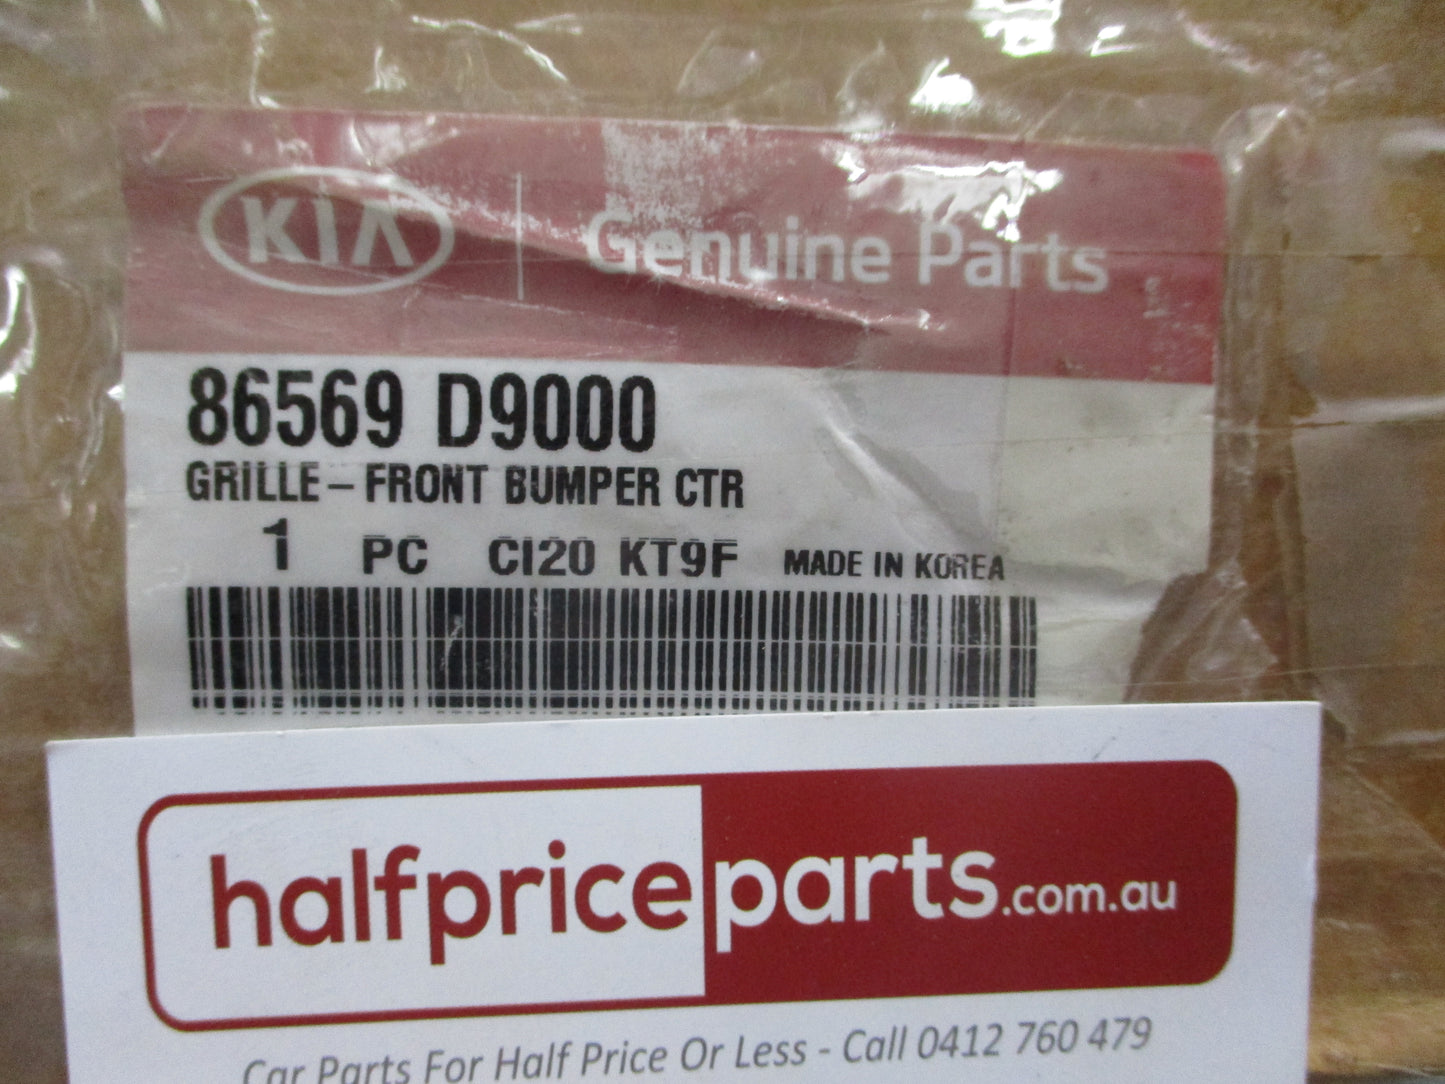 KIA Genuine Parts
86569 D9000
GRILLE-FRONT BUMPER CTR
1 PC CI20 KT9F MADE IN KOREA
halfpriceparts.com.au
Car Parts For Half Price Or Less - Call 0412 760 479